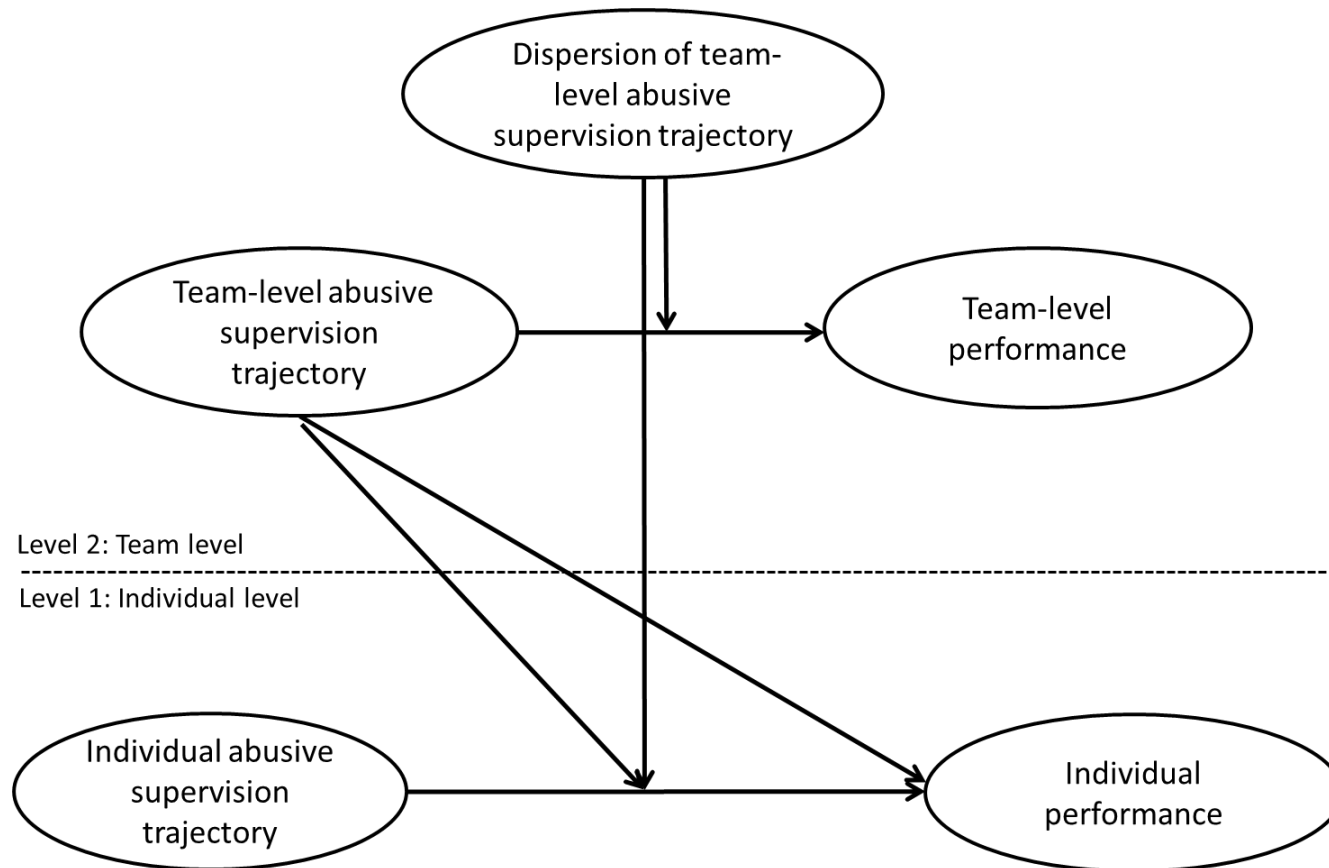 Dispersion of team-
level abusive
supervision trajectory
Team-level abusive
supervision
trajectory
Team-level
performance
Level 2: Team level
Level 1: Individual level
Individual abusive
supervision
trajectory
Individual
performance